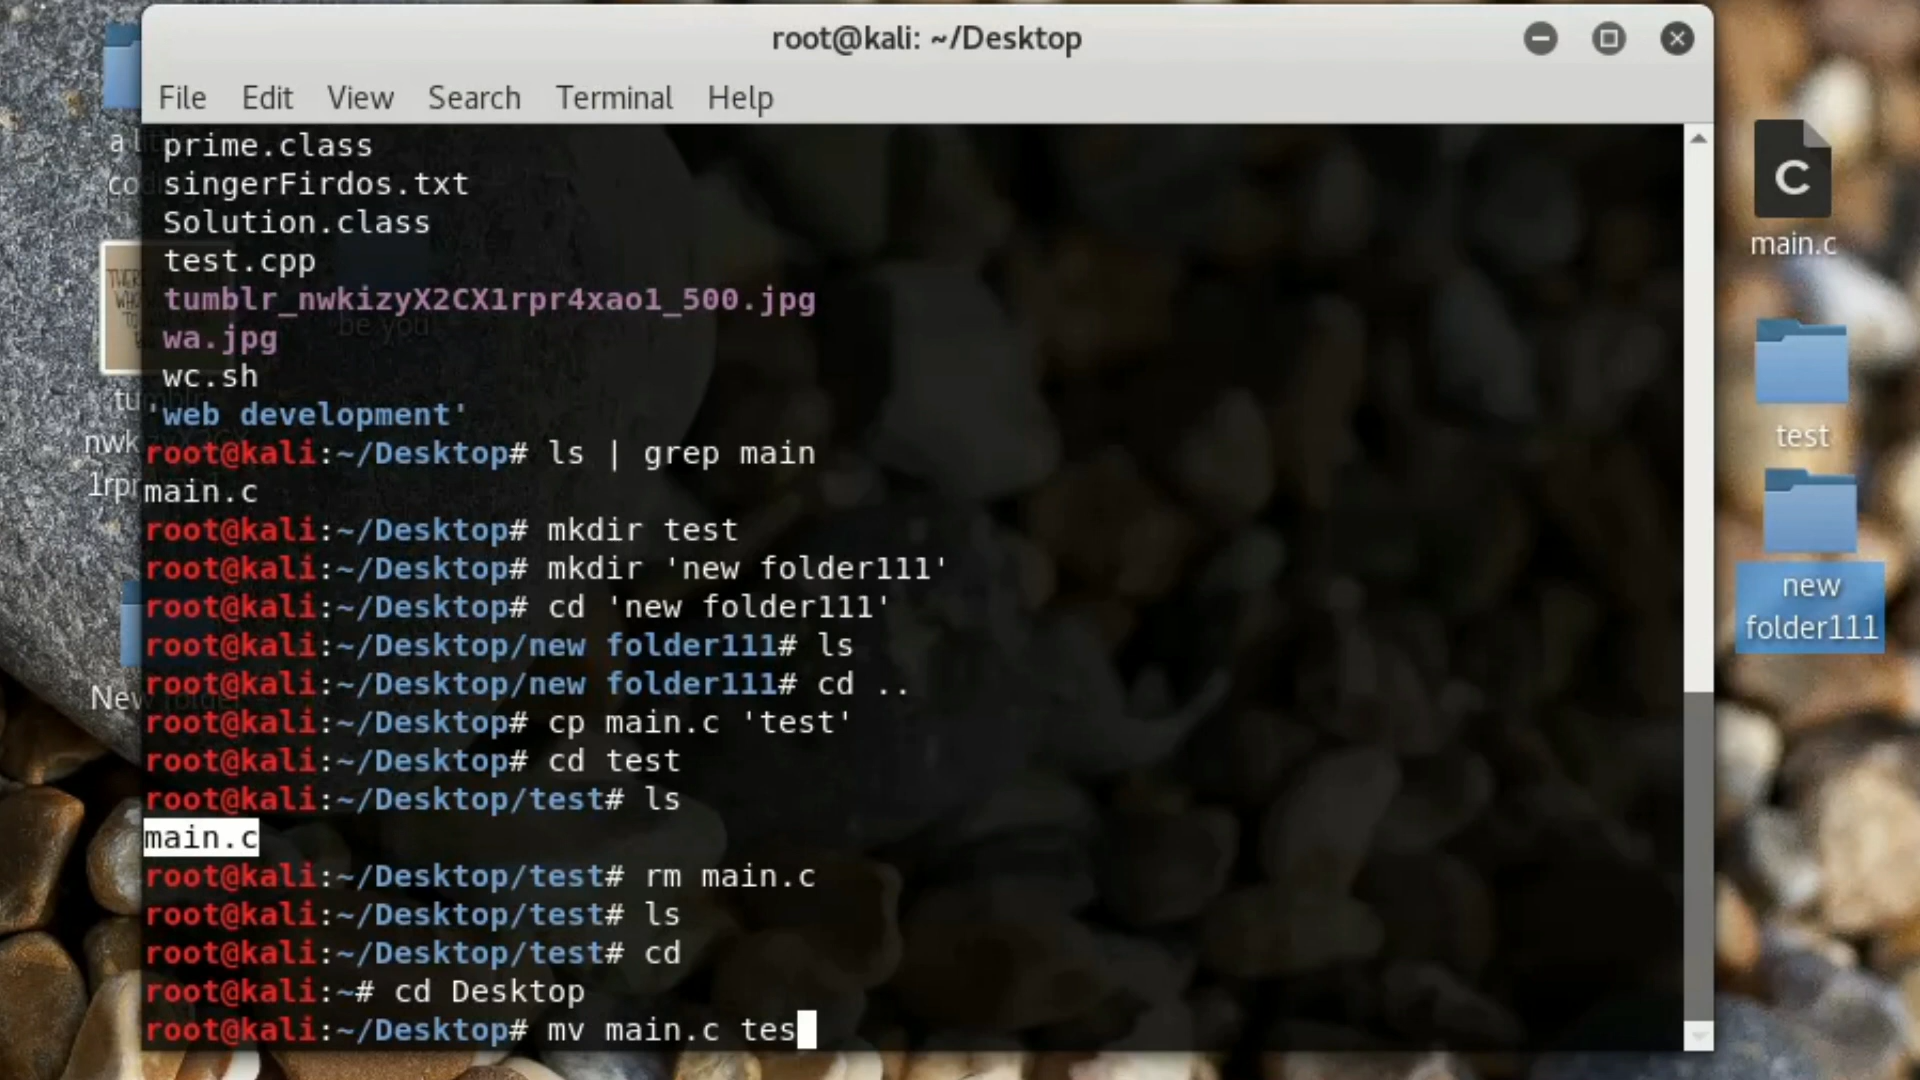 root@kali: ~/Desktop
File Edit View Search Terminal Help
prime.class
singerFirdos.txt
Solution.class
test.cpp
tumblr_nwkizyX2CX1rpr4xao1_500.jpg
wa.jpg
wc.sh
'web development'
root@kali:~/Desktop# ls | grep main
main.c
root@kali:~/Desktop# mkdir test
root@kali:~/Desktop# mkdir 'new folder111'
root@kali:~/Desktop# cd 'new folder111'
root@kali:~/Desktop/new folder111# ls
root@kali:~/Desktop/new folder111# cd ..
root@kali:~/Desktop# cp main.c 'test'
root@kali:~/Desktop# cd test
root@kali:~/Desktop/test# ls
main.c
root@kali:~/Desktop/test# rm main.c
root@kali:~/Desktop/test# ls
root@kali:~/Desktop/test# cd
root@kali:~# cd Desktop
root@kali:~/Desktop# mv main.c tes
be you
New folder
C
main.c
test
new
folder111